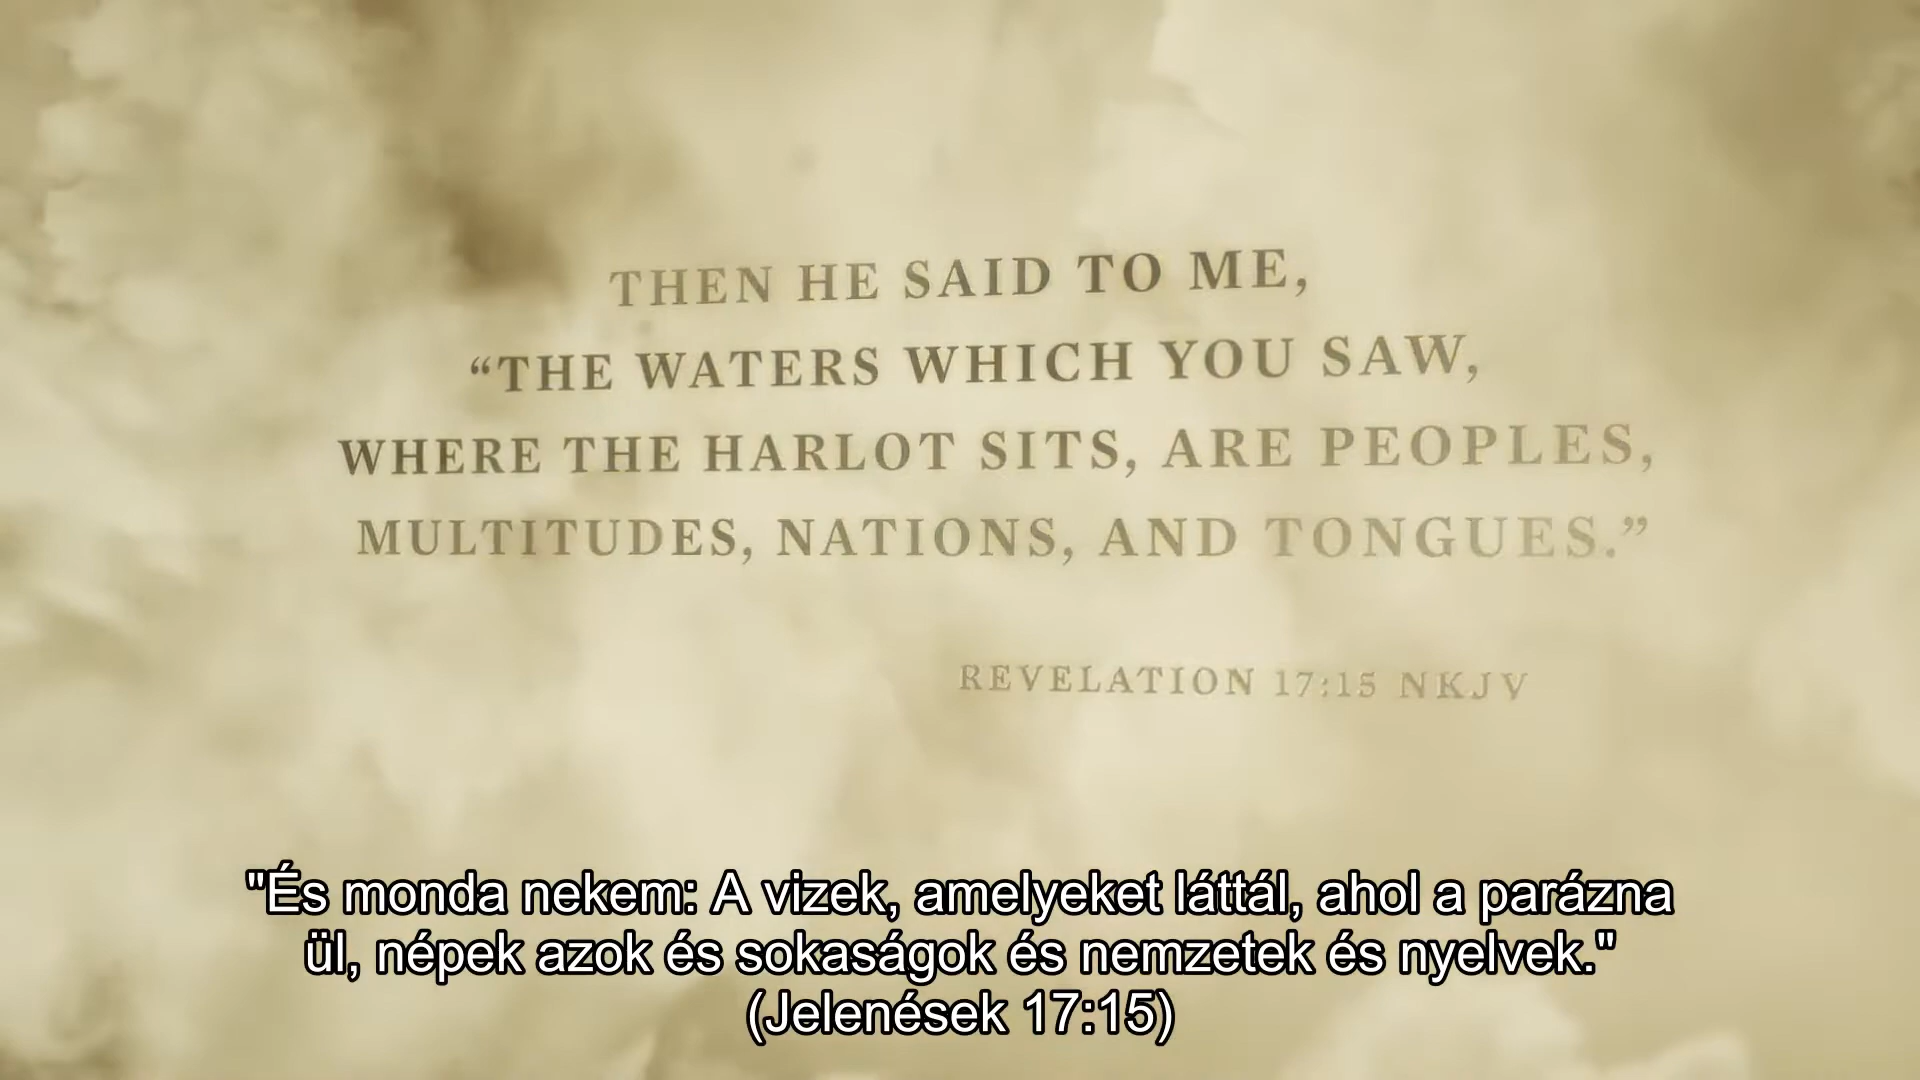 THEN HE SAID TO ME,
“THE WATERS WHICH YOU SAW,
WHERE THE HARLOT SITS, ARE PEOPLES,
MULTITUDES, NATIONS, AND TONGUES.”
REVELATION 17:15 NKJV
"És monda nekem: A vizek, amelyeket láttál, ahol a parázna
ül, népek azok és sokaságok és nemzetek és nyelvek."
(Jelenések 17:15)